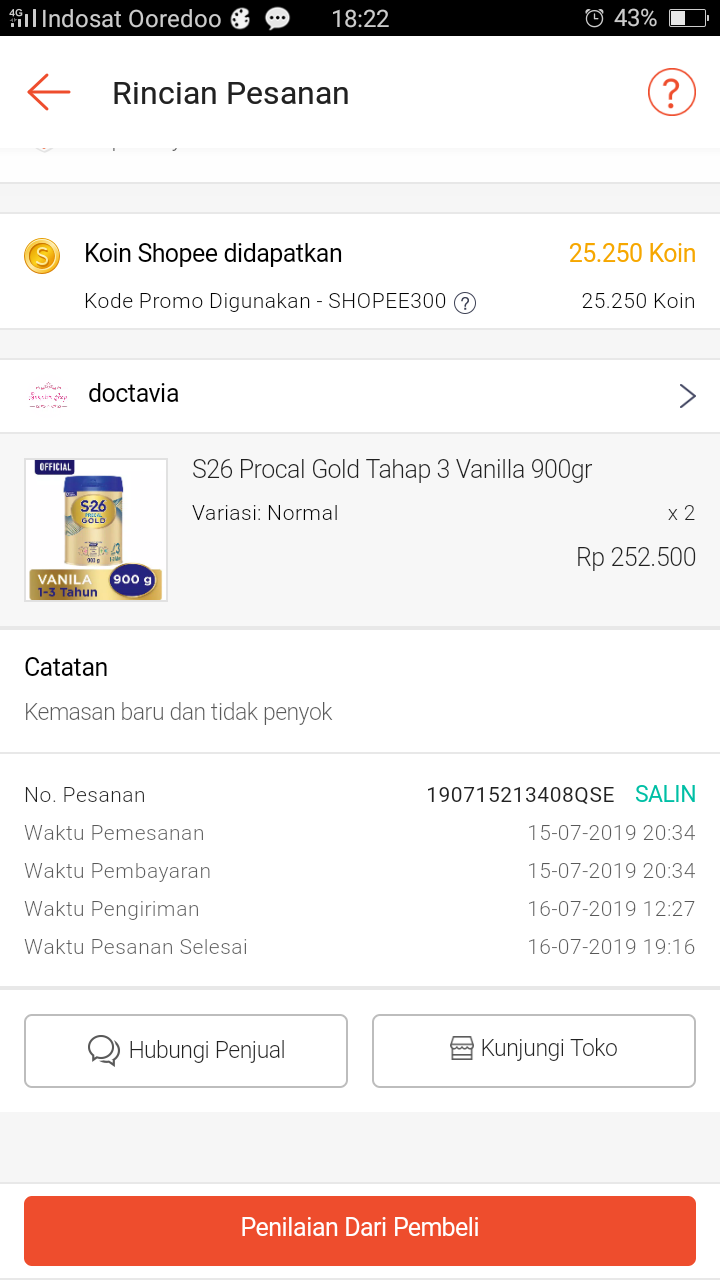 4G Indosat Ooredoo 18:22 43%
Rincian Pesanan ?
Koin Shopee didapatkan 25.250 Koin
Kode Promo Digunakan - SHOPEE300 ? 25.250 Koin
doctavia
OFFICIAL
S-26
PROCAL
GOLD
900 g
VANILA 900 g
1-3 Tahun
S26 Procal Gold Tahap 3 Vanilla 900gr
Variasi: Normal x 2
Rp 252.500
Catatan
Kemasan baru dan tidak penyok
No. Pesanan 190715213408QSE SALIN
Waktu Pemesanan 15-07-2019 20:34
Waktu Pembayaran 15-07-2019 20:34
Waktu Pengiriman 16-07-2019 12:27
Waktu Pesanan Selesai 16-07-2019 19:16
Hubungi Penjual Kunjungi Toko
Penilaian Dari Pembeli